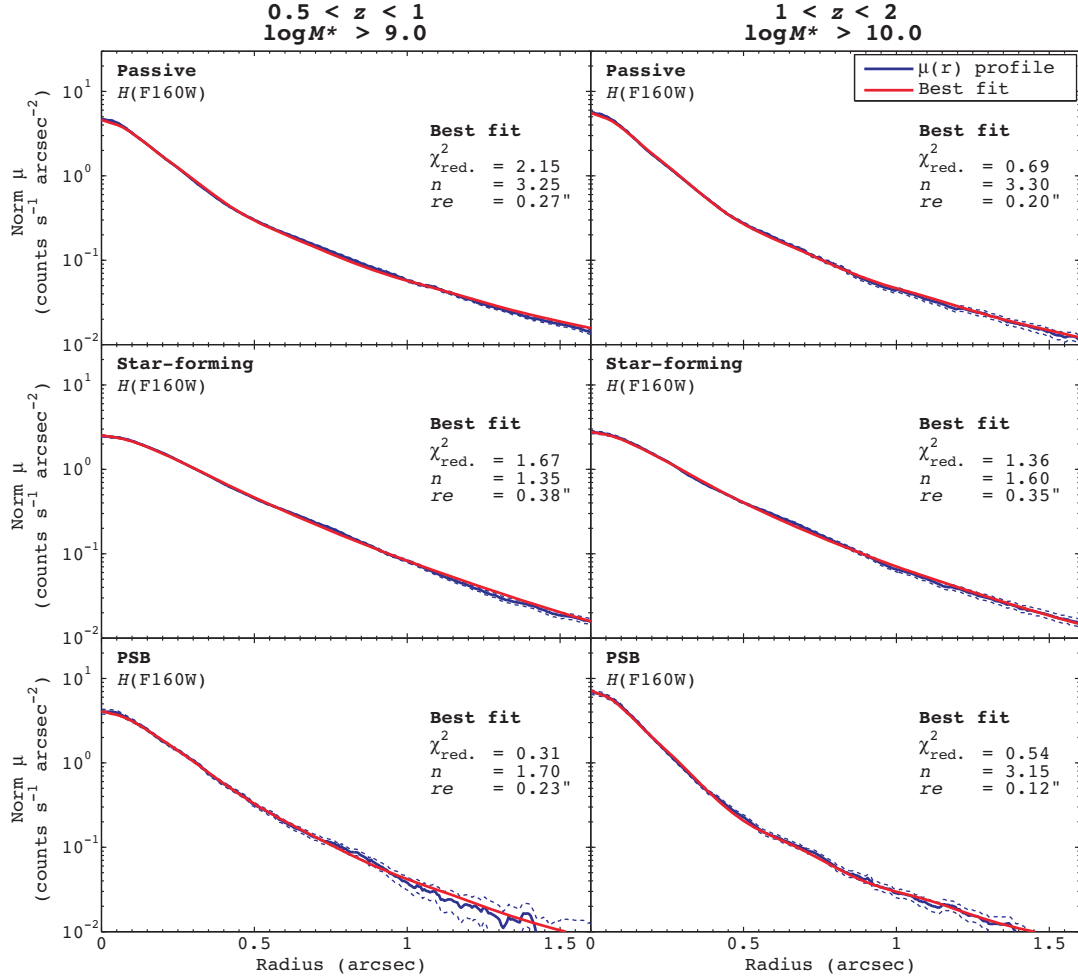 0.5 < z < 1
logM* > 9.0
1 < z < 2
logM* > 10.0
Passive
H(F160W)
Best fit
χ²red. = 2.15
n = 3.25
re = 0.27"
Passive
H(F160W)
μ(r) profile
Best fit
Best fit
χ²red. = 0.69
n = 3.30
re = 0.20"
Norm μ
(counts s⁻¹ arcsec⁻²)
10¹
10⁰
10⁻¹
10⁻²
Star-forming
H(F160W)
Best fit
χ²red. = 1.67
n = 1.35
re = 0.38"
Star-forming
H(F160W)
Best fit
χ²red. = 1.36
n = 1.60
re = 0.35"
Norm μ
(counts s⁻¹ arcsec⁻²)
10¹
10⁰
10⁻¹
10⁻²
PSB
H(F160W)
Best fit
χ²red. = 0.31
n = 1.70
re = 0.23"
PSB
H(F160W)
Best fit
χ²red. = 0.54
n = 3.15
re = 0.12"
Norm μ
(counts s⁻¹ arcsec⁻²)
10¹
10⁰
10⁻¹
10⁻²
0 0.5 1 1.5
0 0.5 1 1.5
Radius (arcsec)
Radius (arcsec)